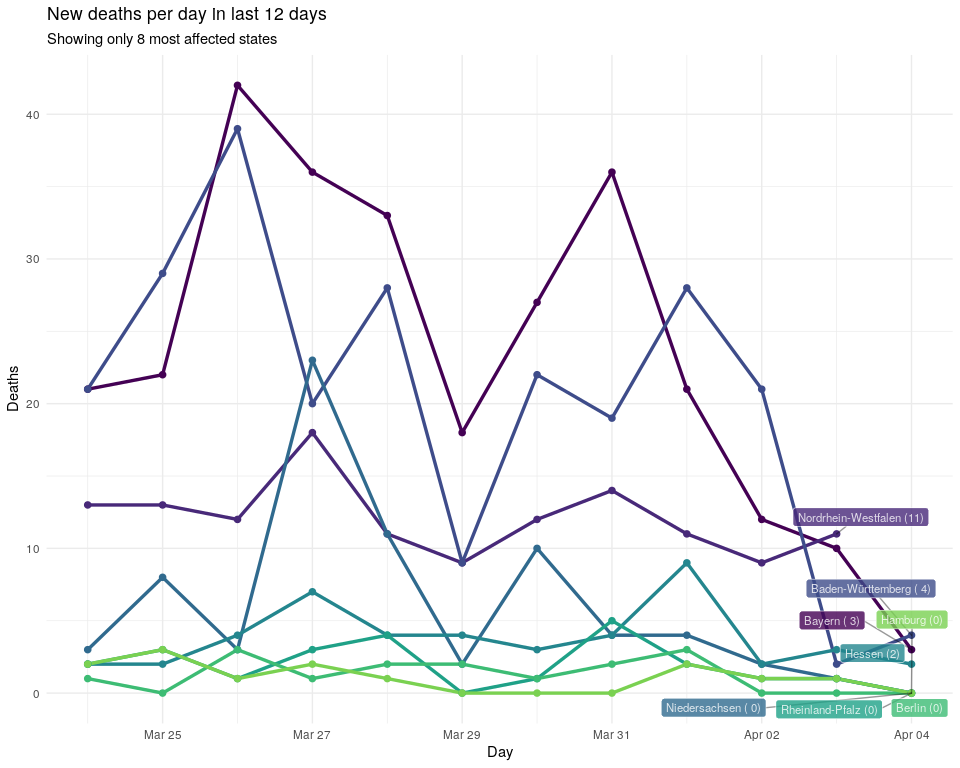 New deaths per day in last 12 days
Showing only 8 most affected states
40
30
20
10
0
Deaths
Nordrhein-Westfalen (11)
Baden-Württemberg ( 4)
Bayern ( 3)
Hamburg (0)
Hessen (2)
Niedersachsen ( 0)
Rheinland-Pfalz (0)
Berlin (0)
Mar 25
Mar 27
Mar 29
Mar 31
Apr 02
Apr 04
Day